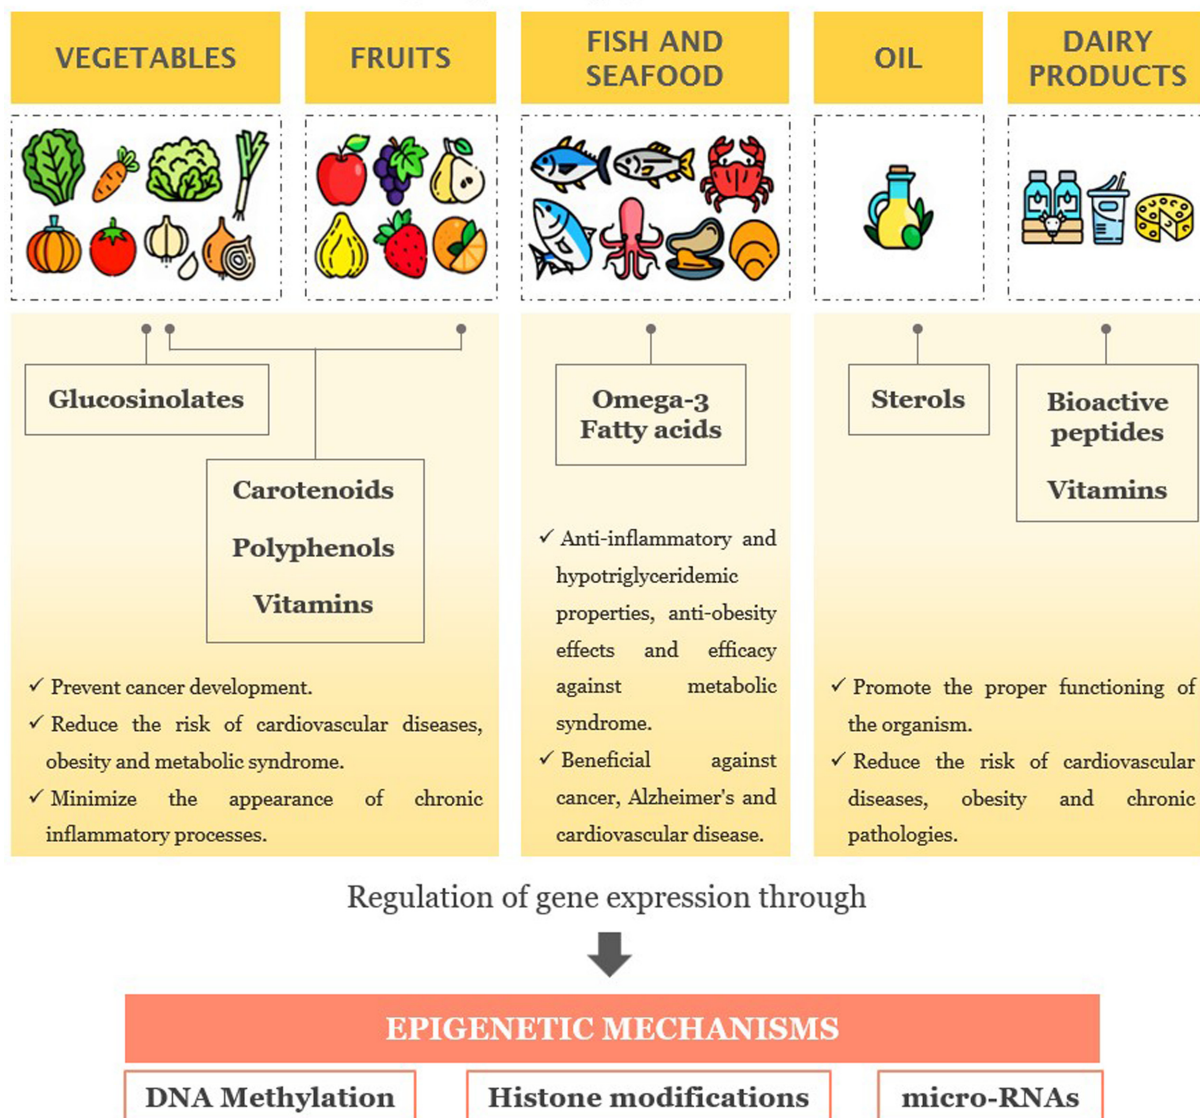 VEGETABLES
FRUITS
FISH AND
SEAFOOD
OIL
DAIRY
PRODUCTS
Glucosinolates
Carotenoids
Polyphenols
Vitamins
✓ Prevent cancer development.
✓ Reduce the risk of cardiovascular diseases,
obesity and metabolic syndrome.
✓ Minimize the appearance of chronic
inflammatory processes.
Omega-3
Fatty acids
✓ Anti-inflammatory and
hypotriglyceridemic
properties, anti-obesity
effects and efficacy
against metabolic
syndrome.
✓ Beneficial against
cancer, Alzheimer's and
cardiovascular disease.
Sterols
Bioactive
peptides
Vitamins
✓ Promote the proper functioning of
the organism.
✓ Reduce the risk of cardiovascular
diseases, obesity and chronic
pathologies.
Regulation of gene expression through
EPIGENETIC MECHANISMS
DNA Methylation
Histone modifications
micro-RNAs